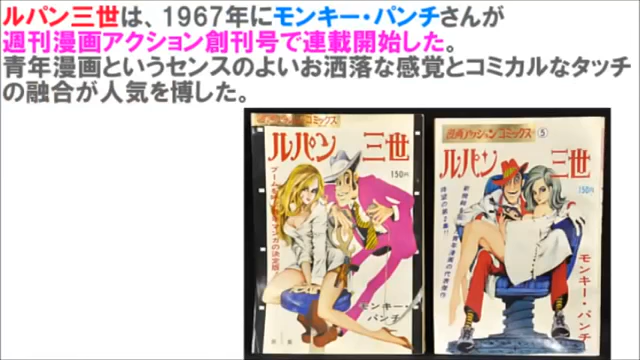 ルパン三世は、1967年にモンキー・パンチさんが
週刊漫画アクション創刊号で連載開始した。
青年漫画というセンスのよいお洒落な感覚とコミカルなタッチ
の融合が人気を博した。
ルパン 三世
150円
モンキー・
パンチ
漫画アクションコミックス 5
ルパン 三世
150円
モンキー・パンチ